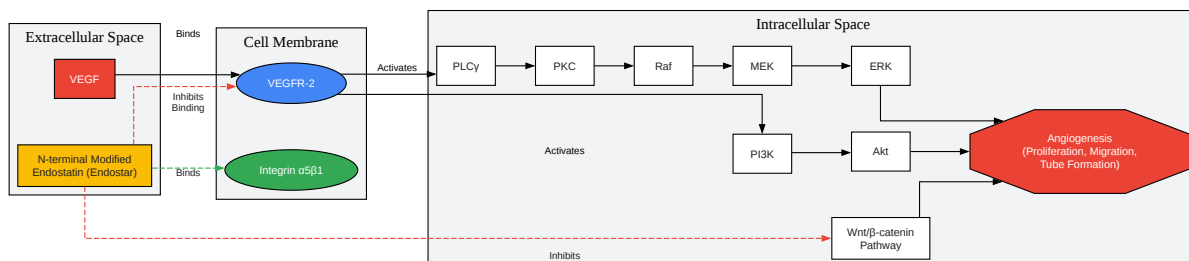 Extracellular Space
Cell Membrane
Intracellular Space
Binds
VEGF
VEGFR-2
Activates
PLCγ
PKC
Raf
MEK
ERK
Inhibits
Binding
N-terminal Modified
Endostatin (Endostar)
Binds
Integrin α5β1
Activates
PI3K
Akt
Angiogenesis
(Proliferation, Migration,
Tube Formation)
Wnt/β-catenin
Pathway
Inhibits